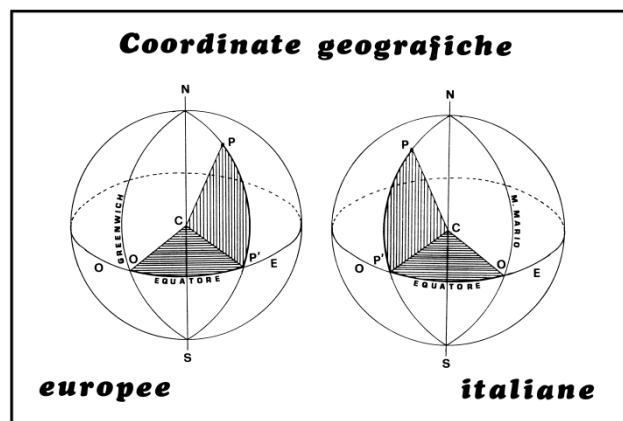 Coordinate geografiche
N
P
GREENWICH
C
O
O
P'
E
EQUATORE
S
europee
N
P
M. MARIO
C
O
P'
O
E
EQUATORE
S
italiane